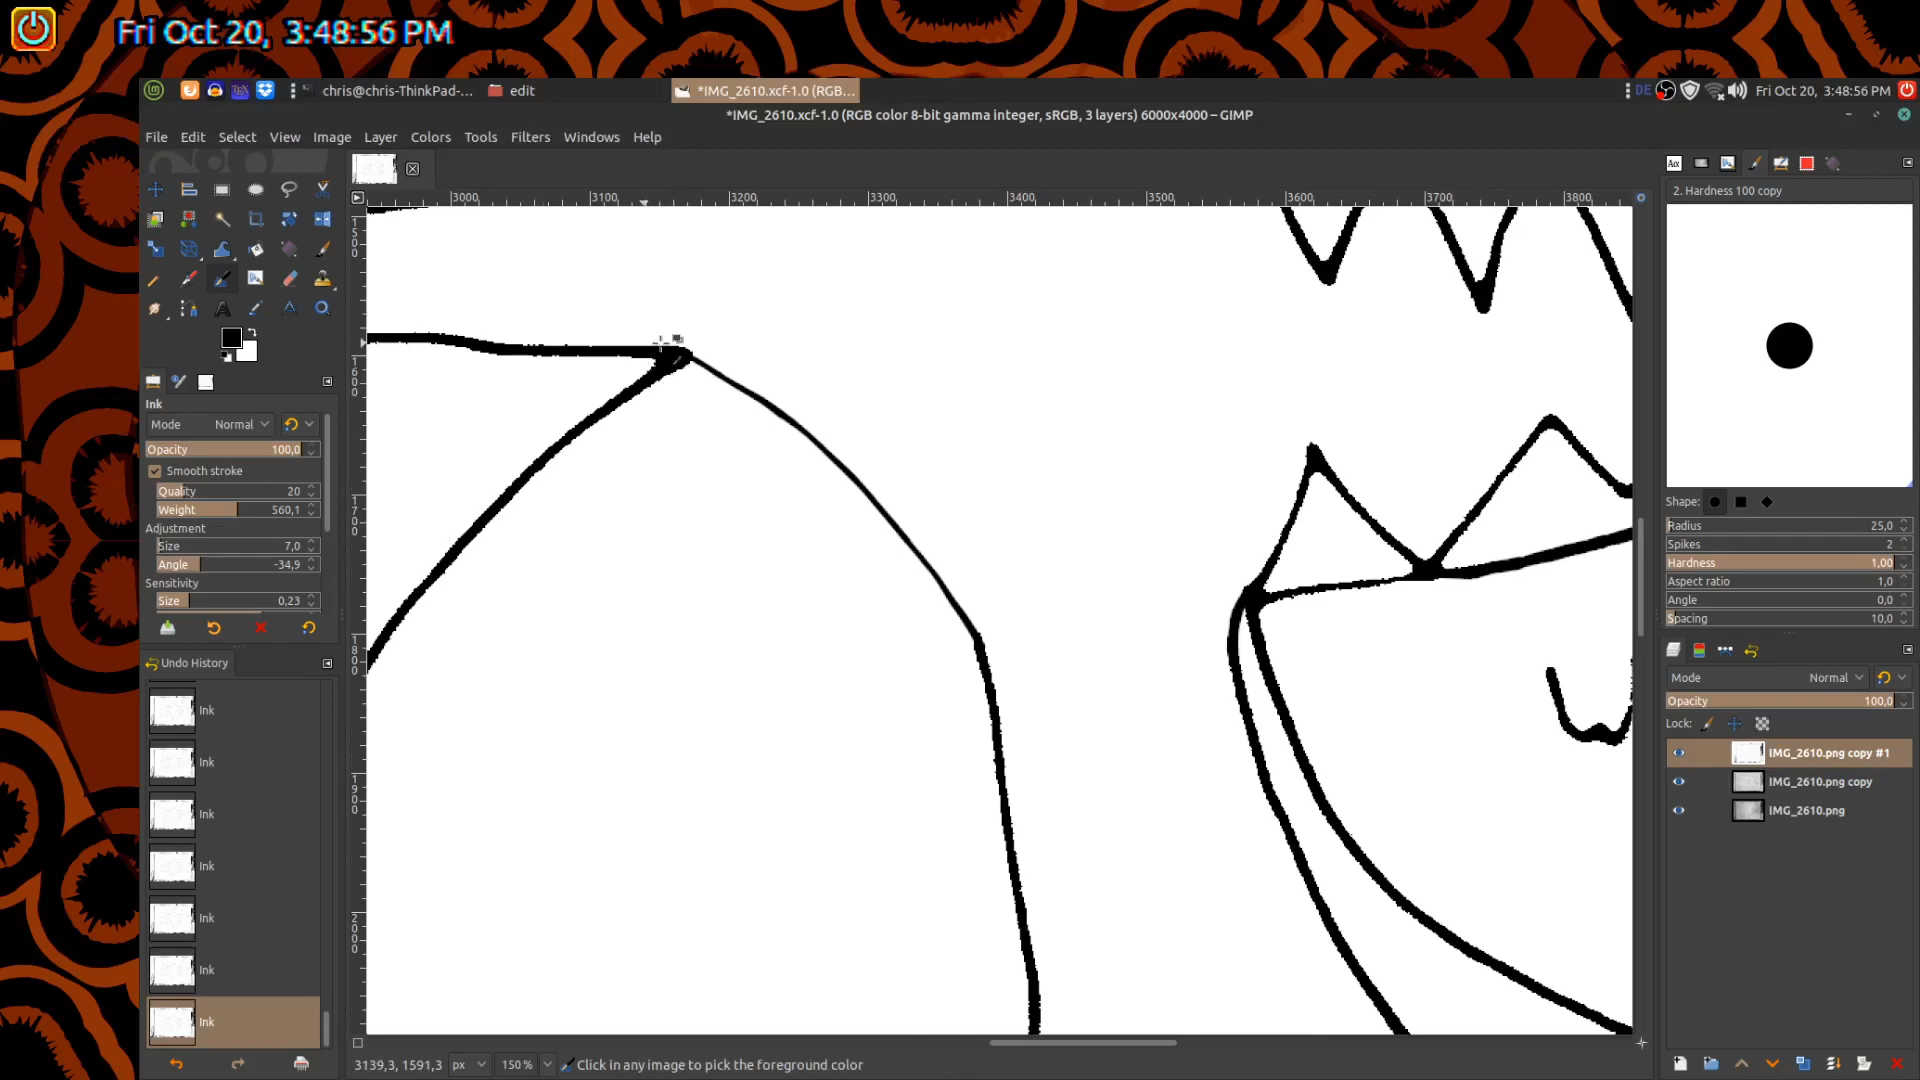 Fri Oct 20, 3:48:56 PM
chris@chris-ThinkPad-...
edit
*IMG_2610.xcf-1.0 (RGB...
DE
Fri Oct 20, 3:48:56 PM
*IMG_2610.xcf-1.0 (RGB color 8-bit gamma integer, sRGB, 3 layers) 6000x4000 – GIMP
File Edit Select View Image Layer Colors Tools Filters Windows Help
2. Hardness 100 copy
3000 3100 3200 3300 3400 3500 3600 3700 3800
1500
1600
1700
1800
1900
2000
Ink
Mode Normal
Opacity 100,0
Smooth stroke
Quality 20
Weight 560,1
Adjustment
Size 7,0
Angle -34,9
Sensitivity
Size 0,23
Undo History
Ink
Ink
Ink
Ink
Ink
Ink
Ink
Shape:
Radius 25,0
Spikes 2
Hardness 1,00
Aspect ratio 1,0
Angle 0,0
Spacing 10,0
Mode Normal
Opacity 100,0
Lock:
IMG_2610.png copy #1
IMG_2610.png copy
IMG_2610.png
3139,3, 1591,3 px 150 % Click in any image to pick the foreground color